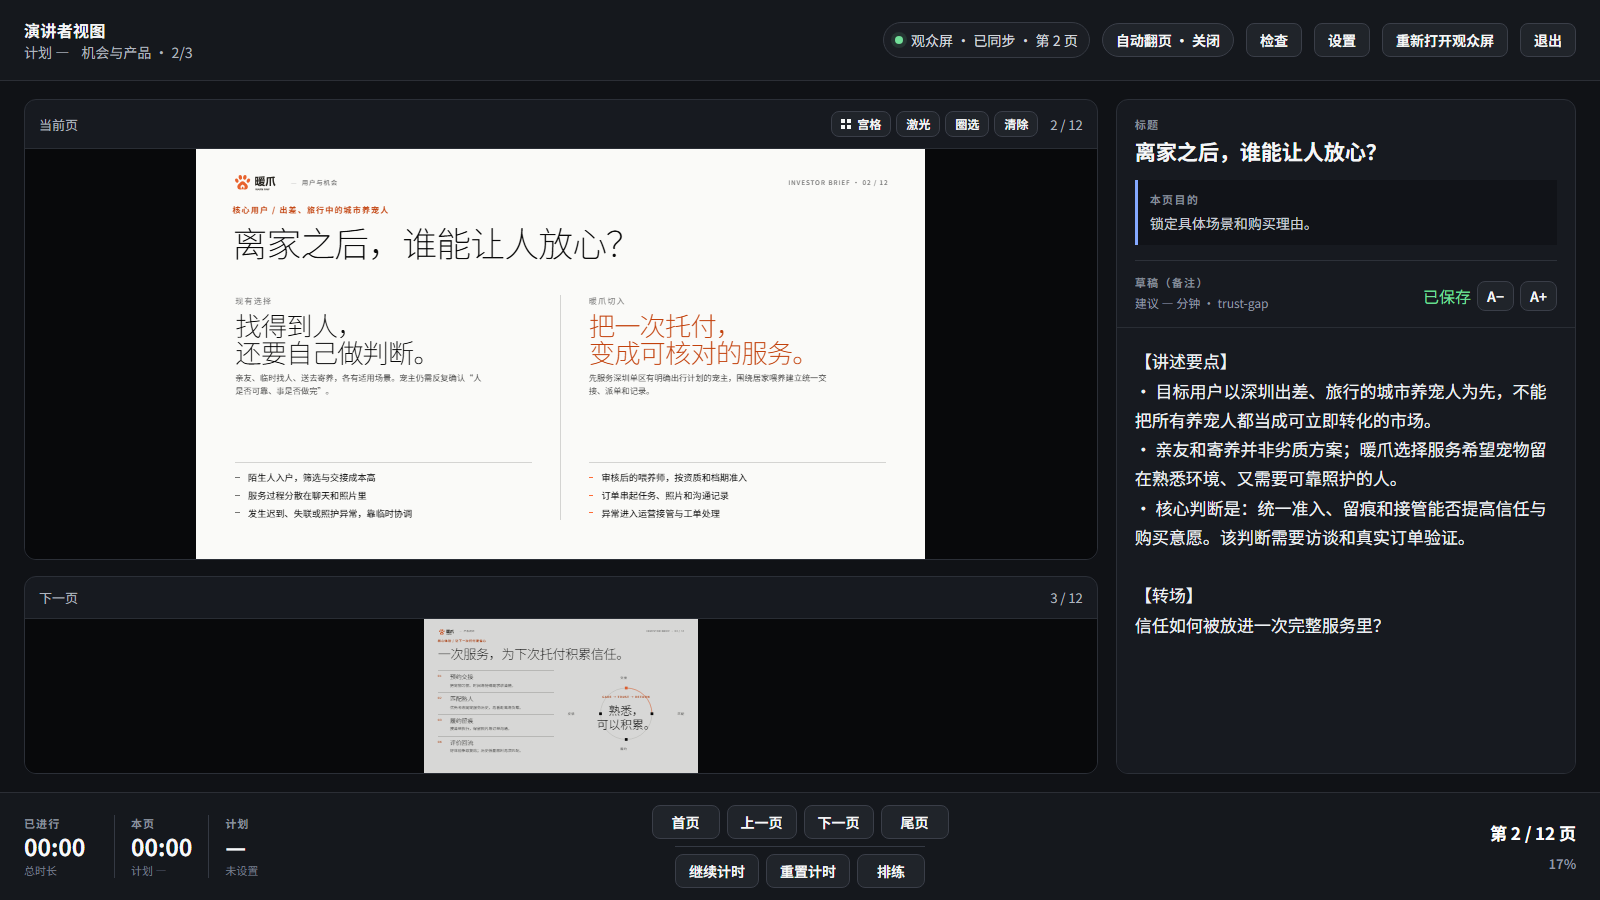 演讲者视图
计划 — 机会与产品 · 2/3
观众屏 · 已同步 · 第 2 页
自动翻页 · 关闭
检查
设置
重新打开观众屏
退出
当前页
宫格
激光
圈选
清除
2 / 12
暖爪
— 用户与机会
INVESTOR BRIEF · 02 / 12
核心用户 / 出差、旅行中的城市养宠人
离家之后，谁能让人放心？
现有选择
找得到人，
还要自己做判断。
亲友、临时找人、送去寄养，各有适用场景。宠主仍需反复确认“人
是否可靠、事是否做完”。
— 陌生人入户，筛选与交接成本高
— 服务过程分散在聊天和照片里
— 发生迟到、失联或照护异常，靠临时协调
暖爪切入
把一次托付，
变成可核对的服务。
先服务深圳单区有明确出行计划的宠主，围绕居家喂养建立统一交
接、派单和记录。
— 审核后的喂养师，按资质和档期准入
— 订单串起任务、照片和沟通记录
— 异常进入运营接管与工单处理
下一页
3 / 12
一次服务，为下次托付积累信任。
预约交接
匹配熟人
履约留痕
评价回流
熟悉，
可以积累。
标题
离家之后，谁能让人放心？
本页目的
锁定具体场景和购买理由。
草稿（备注）
建议 — 分钟 · trust-gap
已保存
A−
A+
【讲述要点】
· 目标用户以深圳出差、旅行的城市养宠人为先，不能
把所有养宠人都当成可立即转化的市场。
· 亲友和寄养并非劣质方案；暖爪选择服务希望宠物留
在熟悉环境、又需要可靠照护的人。
· 核心判断是：统一准入、留痕和接管能否提高信任与
购买意愿。该判断需要访谈和真实订单验证。
【转场】
信任如何被放进一次完整服务里？
已进行
00:00
总时长
本页
00:00
计划 —
计划
—
未设置
首页
上一页
下一页
尾页
继续计时
重置计时
排练
第 2 / 12 页
17%